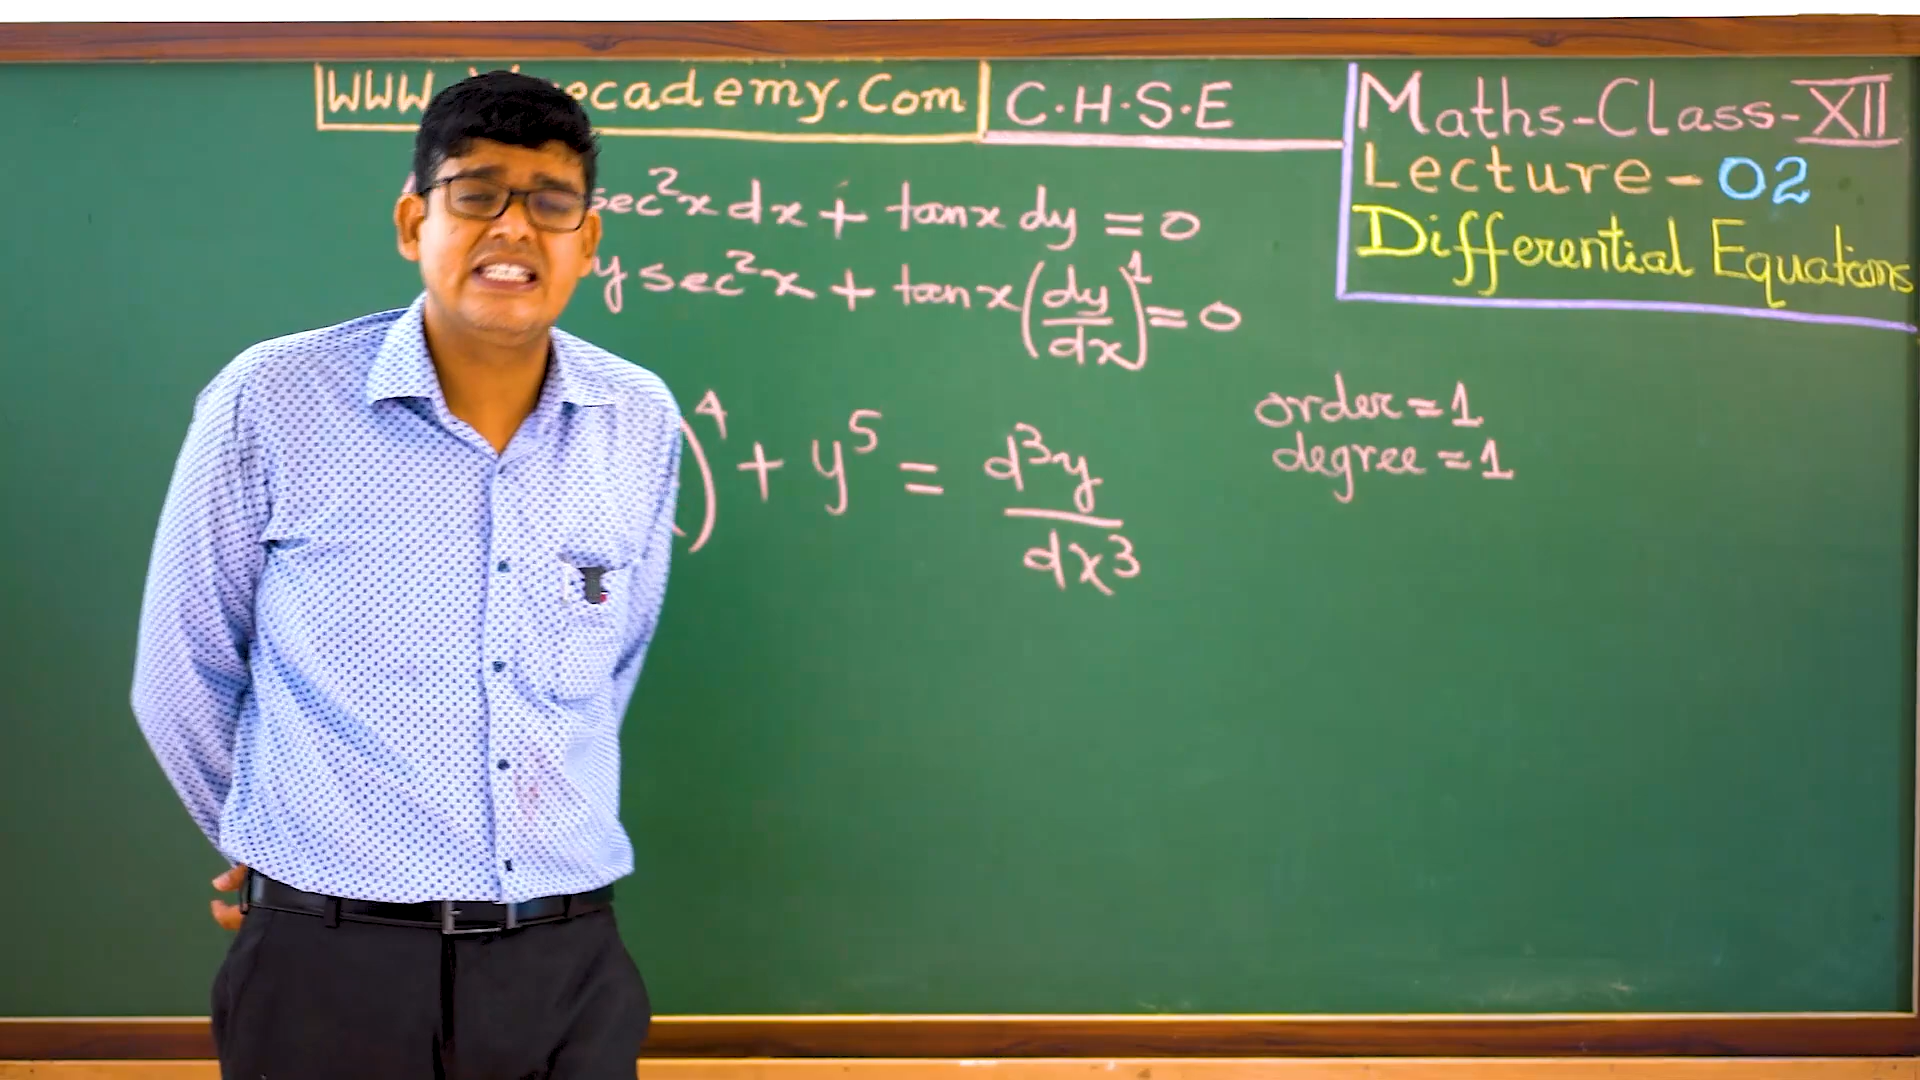 ecademy.Com
C.H.S.E
Maths-Class-XII
Lecture-02
Differential Equations
sec²x dx + tanx dy = 0
y sec²x + tanx (dy/dx)¹ = 0
)⁴ + y⁵ = d³y/dx³
order = 1
degree = 1